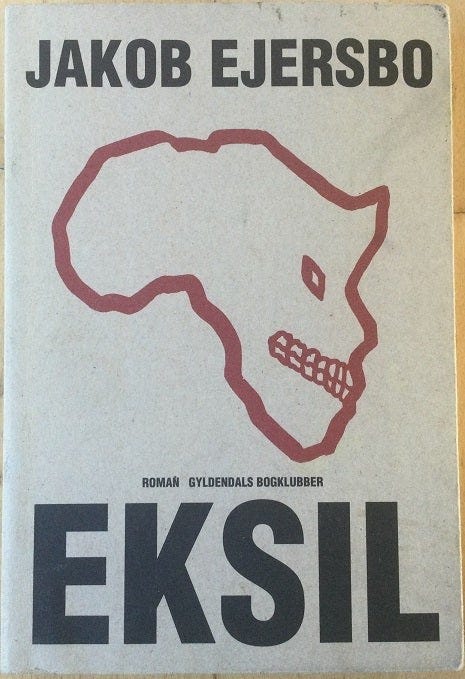 JAKOB EJERSBO
ROMAN GYLDENDALS BOGKLUBBER
EKSIL